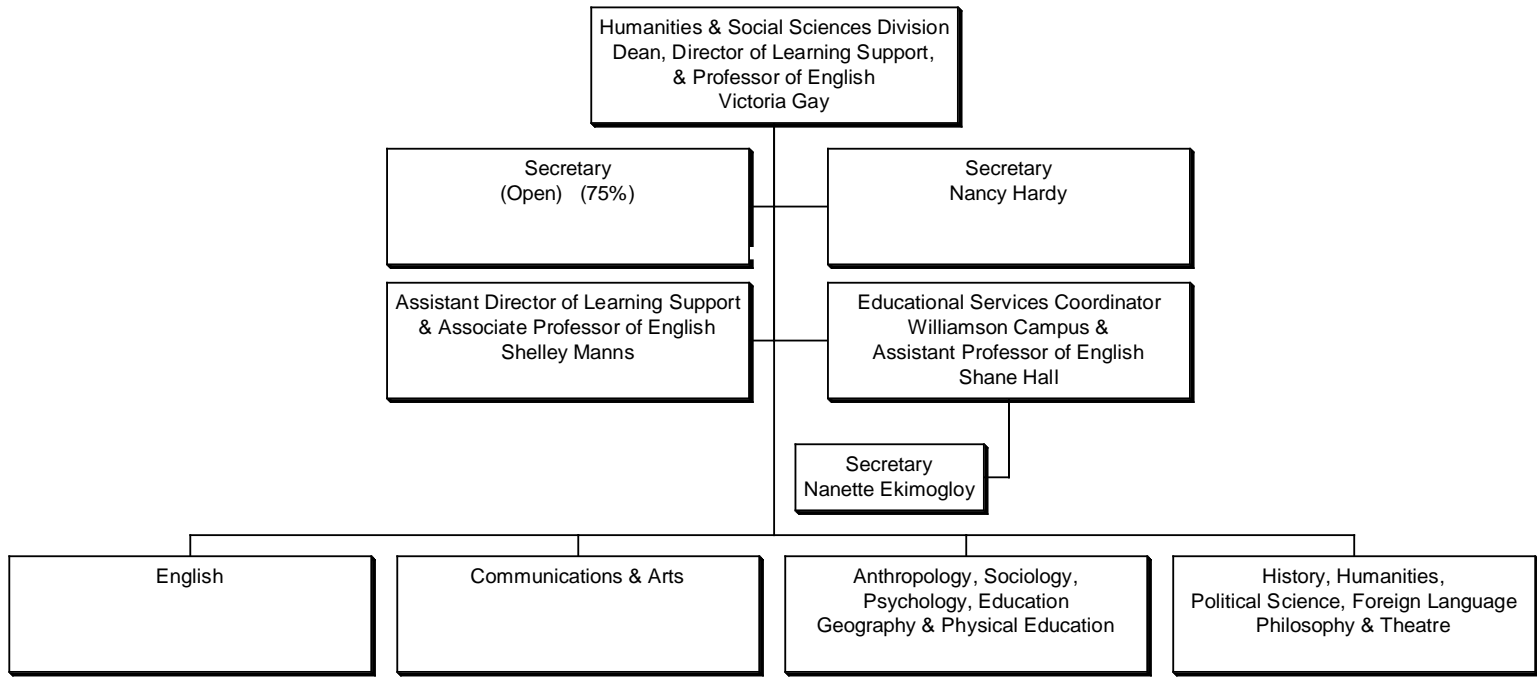 Humanities & Social Sciences Division
Dean, Director of Learning Support,
& Professor of English
Victoria Gay
Secretary
(Open) (75%)
Secretary
Nancy Hardy
Assistant Director of Learning Support
& Associate Professor of English
Shelley Manns
Educational Services Coordinator
Williamson Campus &
Assistant Professor of English
Shane Hall
Secretary
Nanette Ekimogloy
English
Communications & Arts
Anthropology, Sociology,
Psychology, Education
Geography & Physical Education
History, Humanities,
Political Science, Foreign Language
Philosophy & Theatre